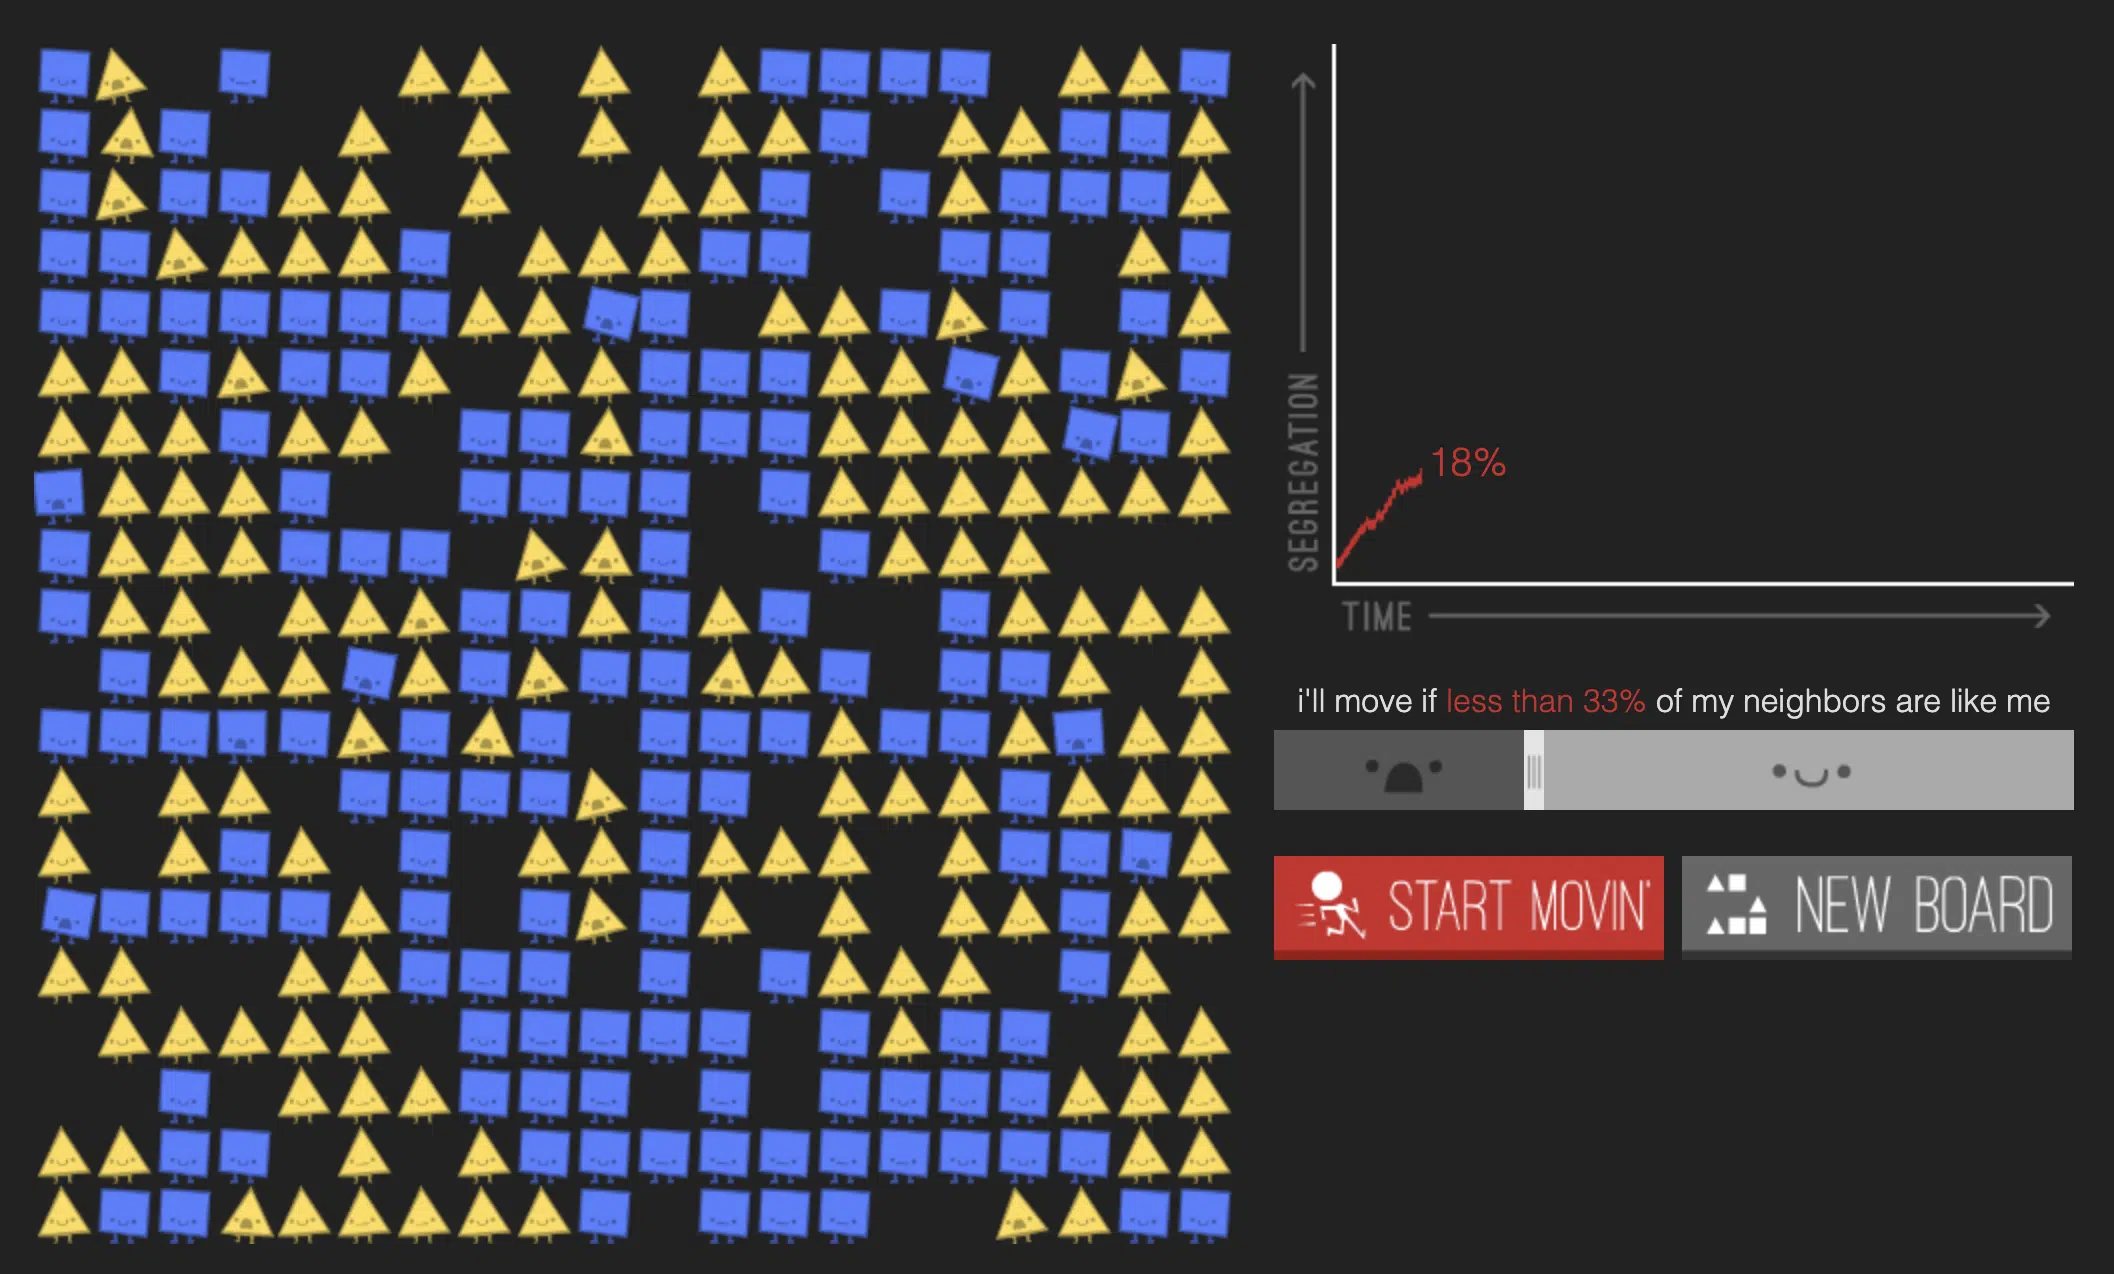 18%
SEGREGATION
TIME
i'll move if less than 33% of my neighbors are like me
START MOVIN'
NEW BOARD